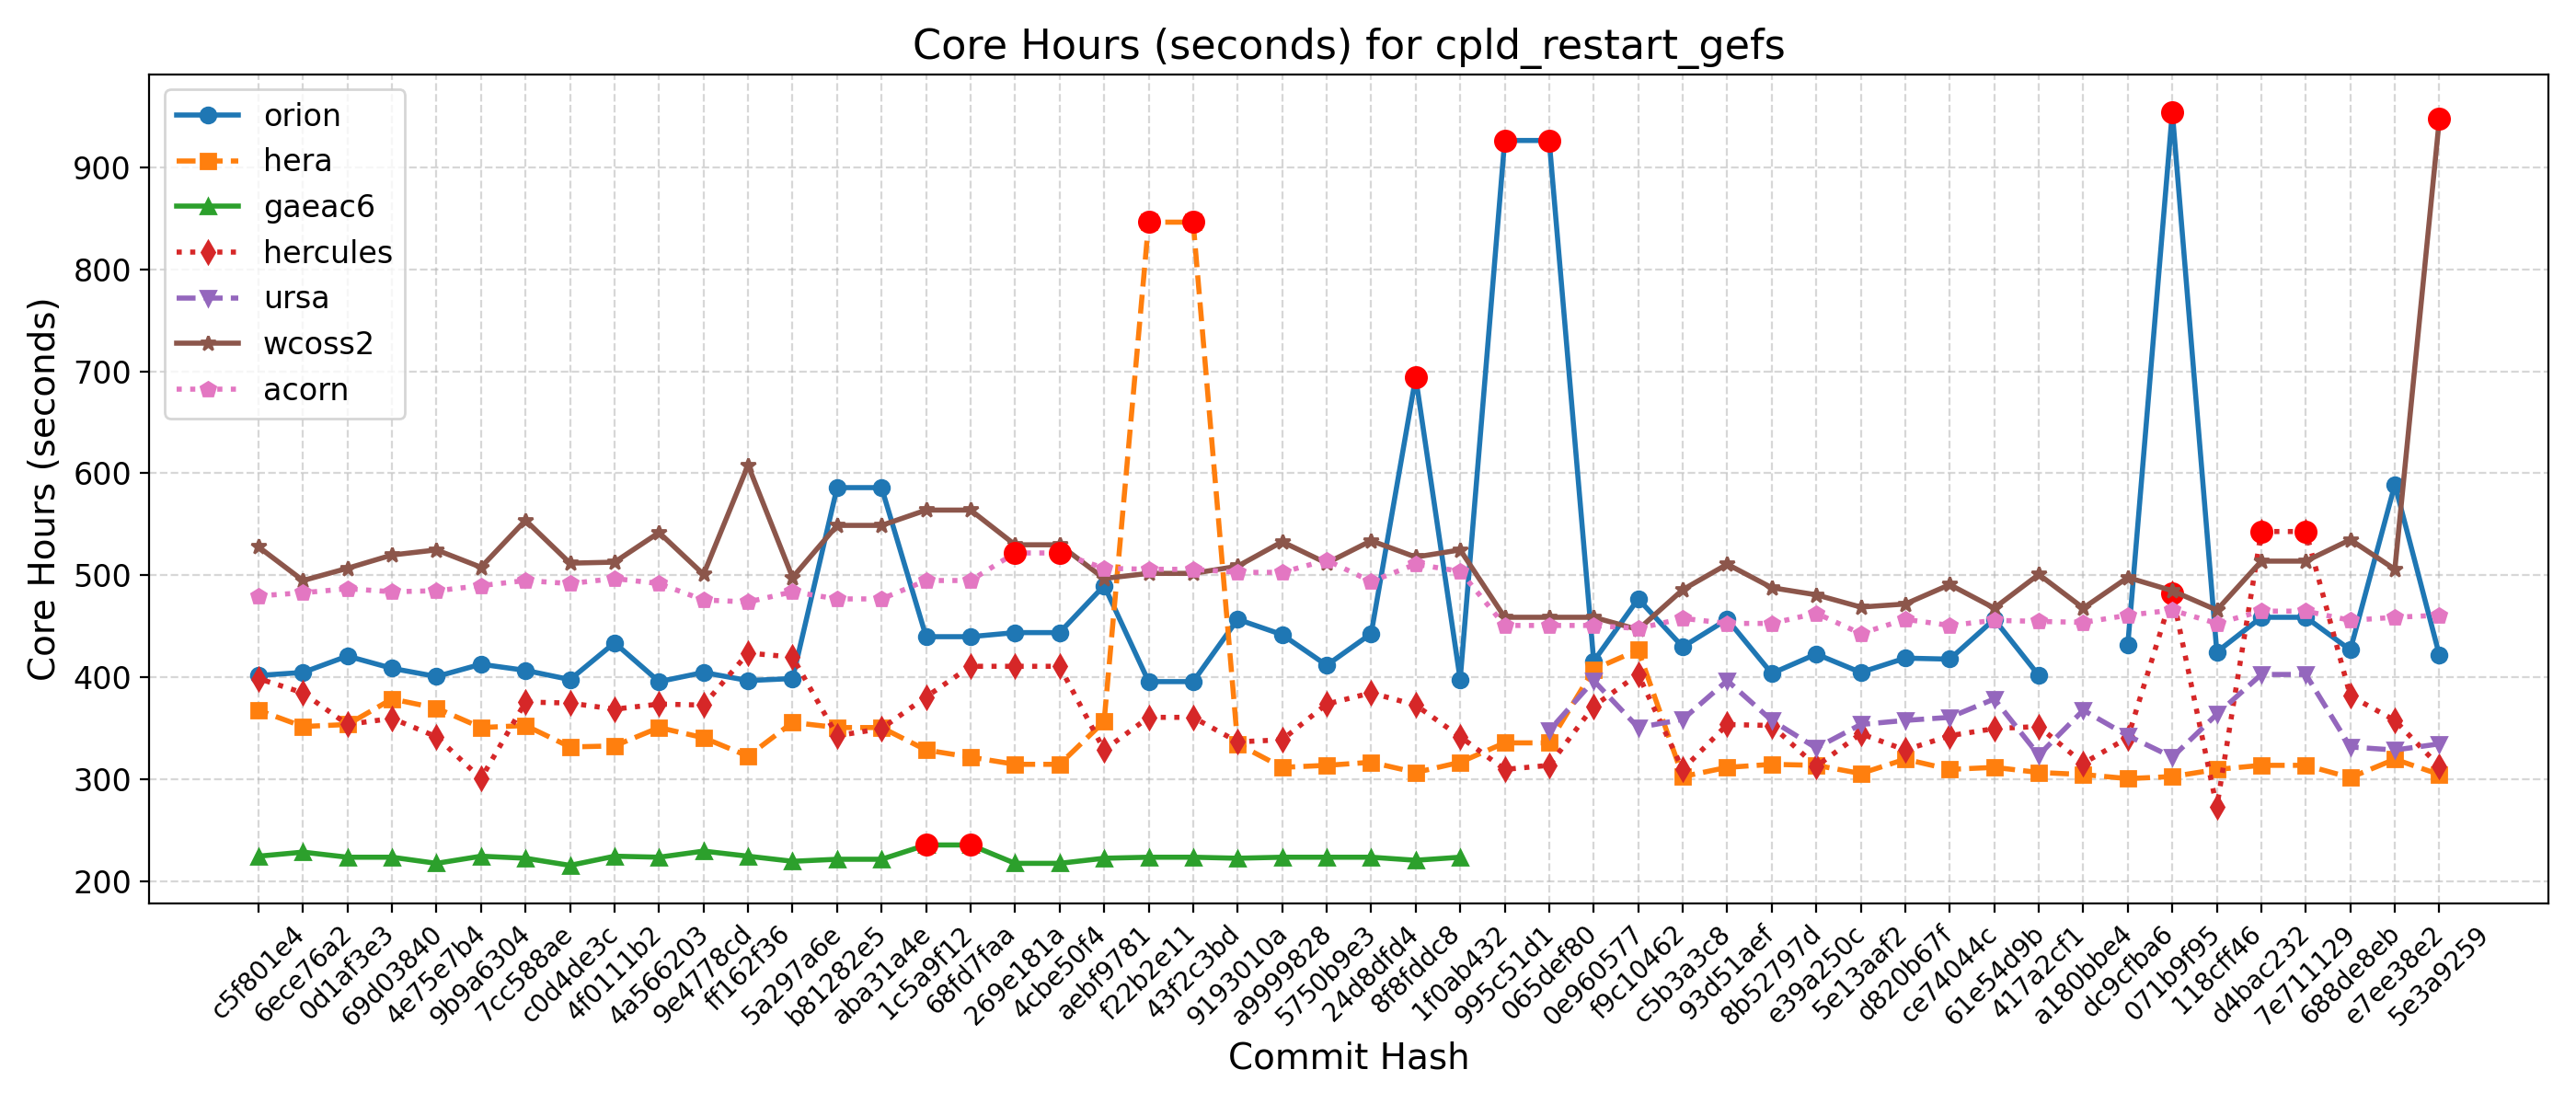 Core Hours (seconds) for cpld_restart_gefs
orion
hera
gaeac6
hercules
ursa
wcoss2
acorn
Core Hours (seconds)
900
800
700
600
500
400
300
200
c5f801e4
6ece76a2
0d1af3e3
69d03840
4e75e7b4
9b9a6304
7cc588ae
c0d4de3c
4f0111b2
4a566203
9e4778cd
ff162f36
5a297a6e
b81282e5
aba31a4e
1c5a9f12
68fd7faa
269e181a
4cbe50f4
aebf9781
f22b2e11
43f2c3bd
9193010a
a9999828
5750b9e3
24d8dfd4
8f8fddc8
1f0ab432
995c51d1
065def80
0e960577
f9c10462
c5b3a3c8
93d51aef
8b52797d
e39a250c
5e13aaf2
d820b67f
ce74044c
61e54d9b
417a2cf1
a180bbe4
dc9cfba6
071b9f95
118cff46
d4bac232
7e711129
688de8eb
e7ee38e2
5e3a9259
Commit Hash